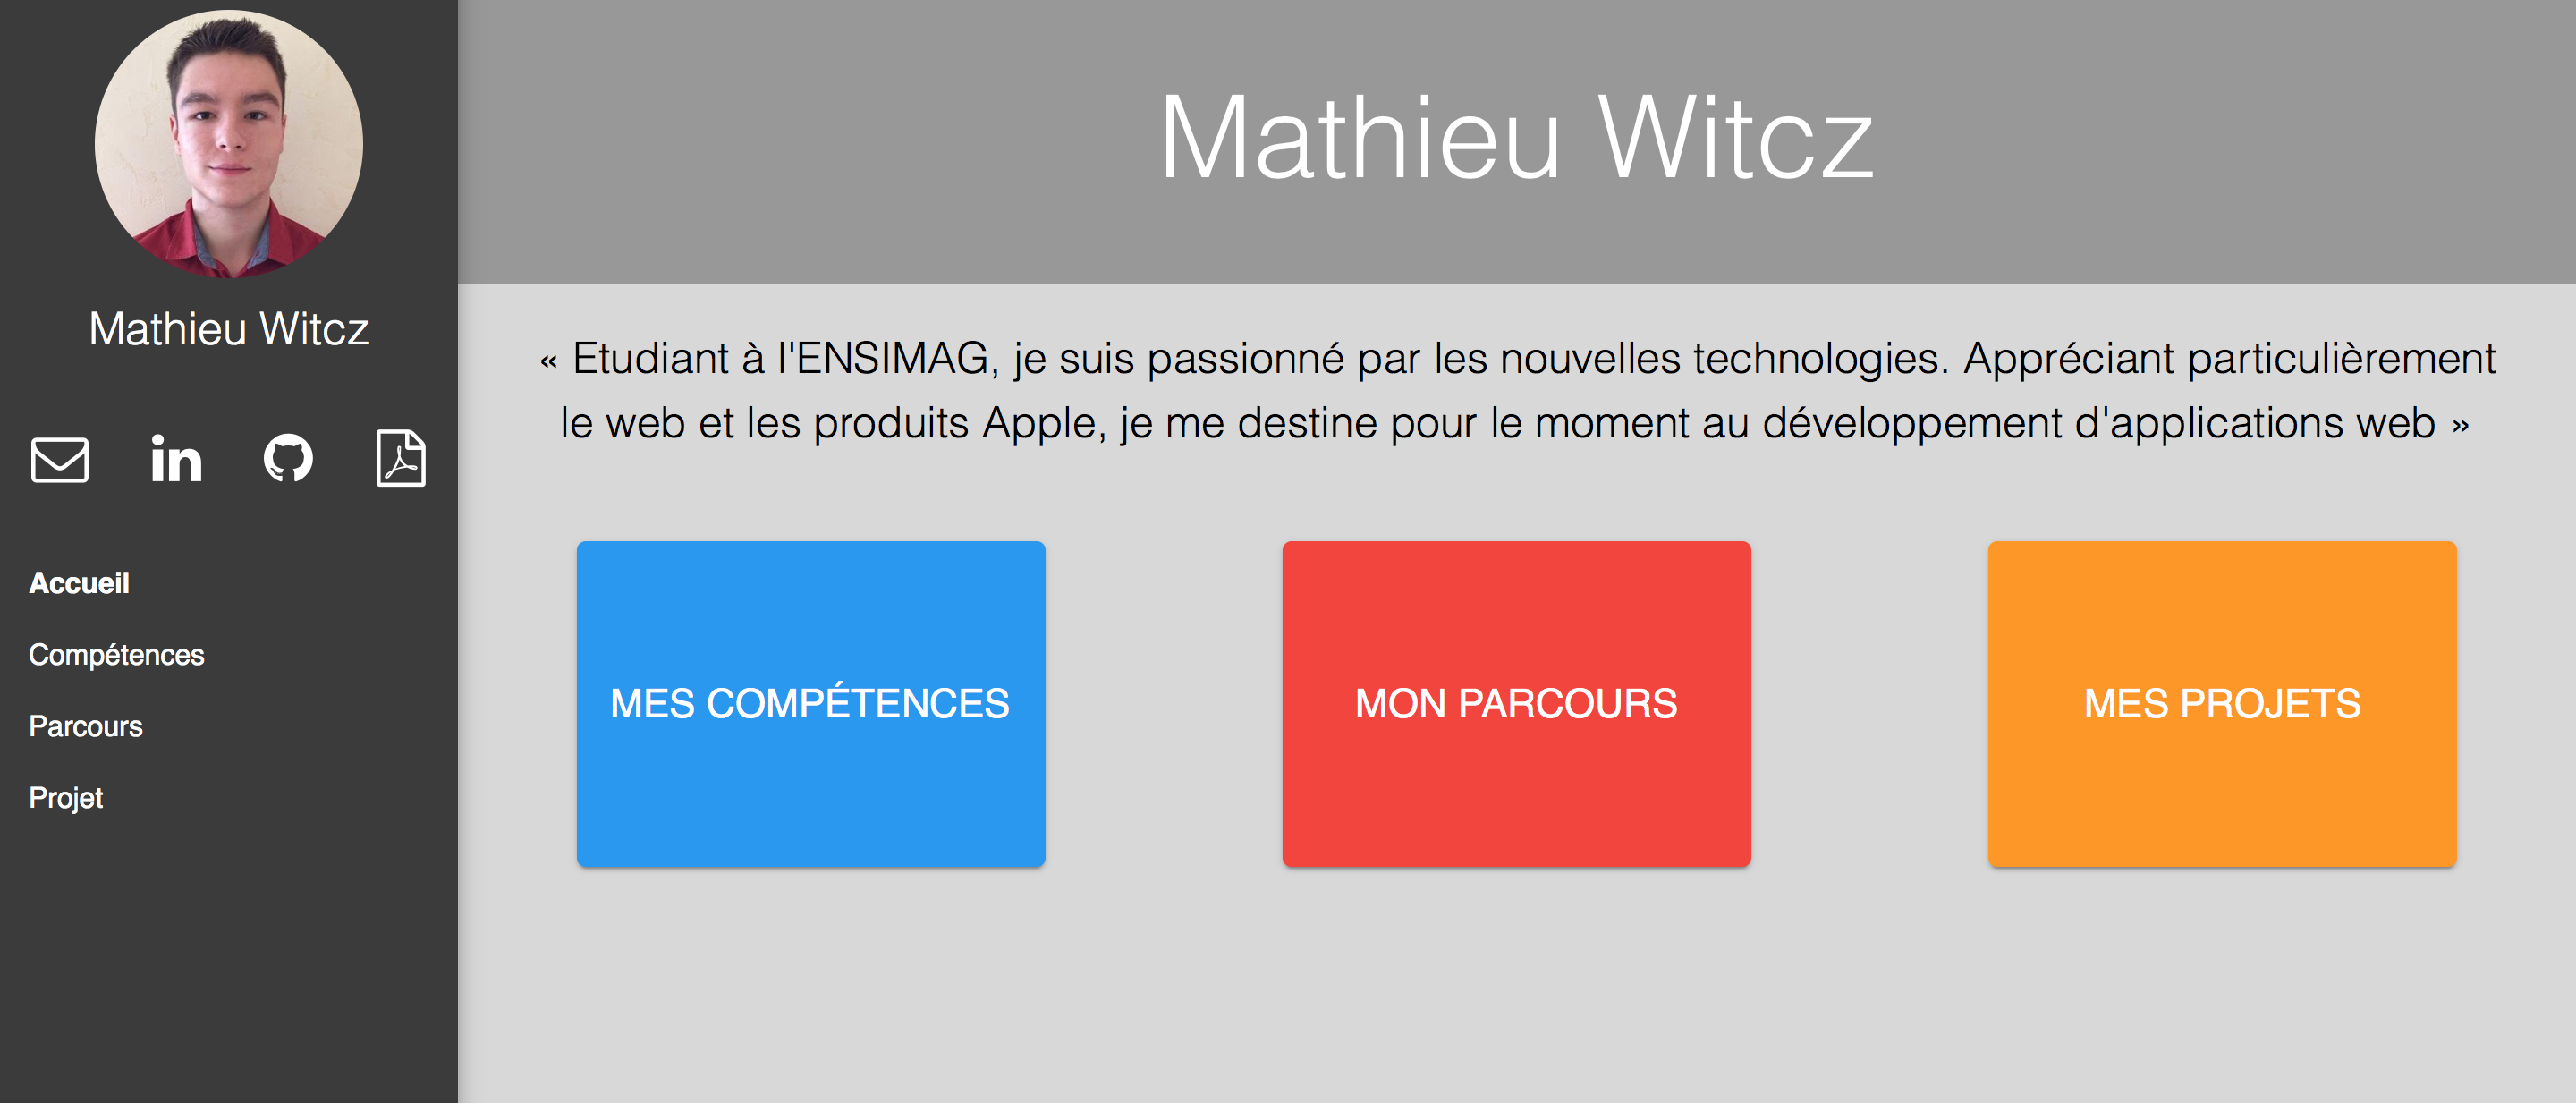 Mathieu Witcz
Accueil
Compétences
Parcours
Projet
Mathieu Witcz
« Etudiant à l'ENSIMAG, je suis passionné par les nouvelles technologies. Appréciant particulièrement
le web et les produits Apple, je me destine pour le moment au développement d'applications web »
MES COMPÉTENCES
MON PARCOURS
MES PROJETS